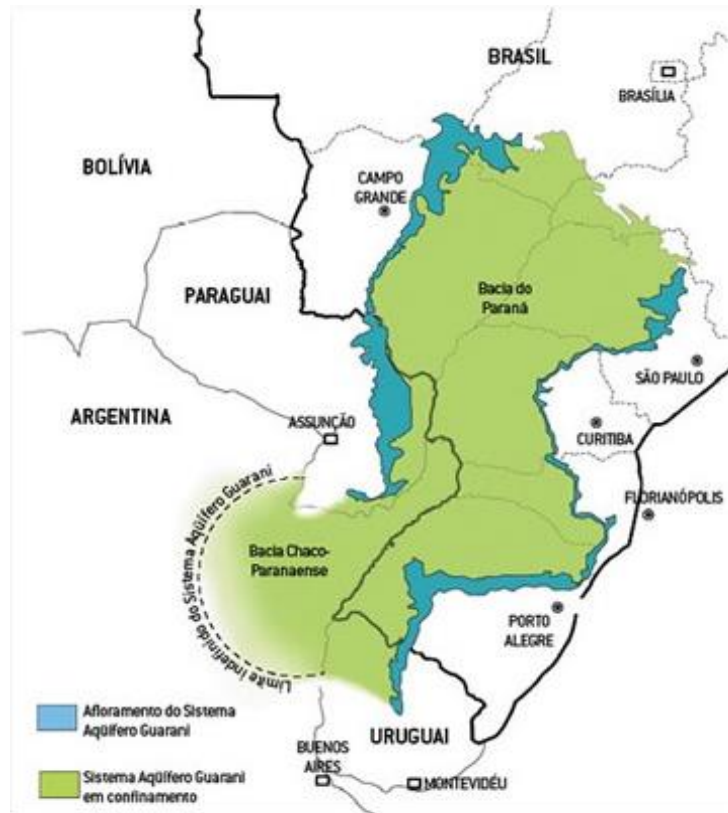 BRASIL
BRASÍLIA
BOLÍVIA
CAMPO
GRANDE
PARAGUAI
Bacia do
Paraná
SÃO PAULO
ARGENTINA
ASSUNÇÃO
CURITIBA
FLORIANÓPOLIS
Limite indefinido do Sistema Aqüífero Guarani
Bacia Chaco-
Paranaense
PORTO
ALEGRE
Afloramento do Sistema
Aqüífero Guarani
URUGUAI
BUENOS
AIRES
MONTEVIDÉU
Sistema Aqüífero Guarani
em confinamento